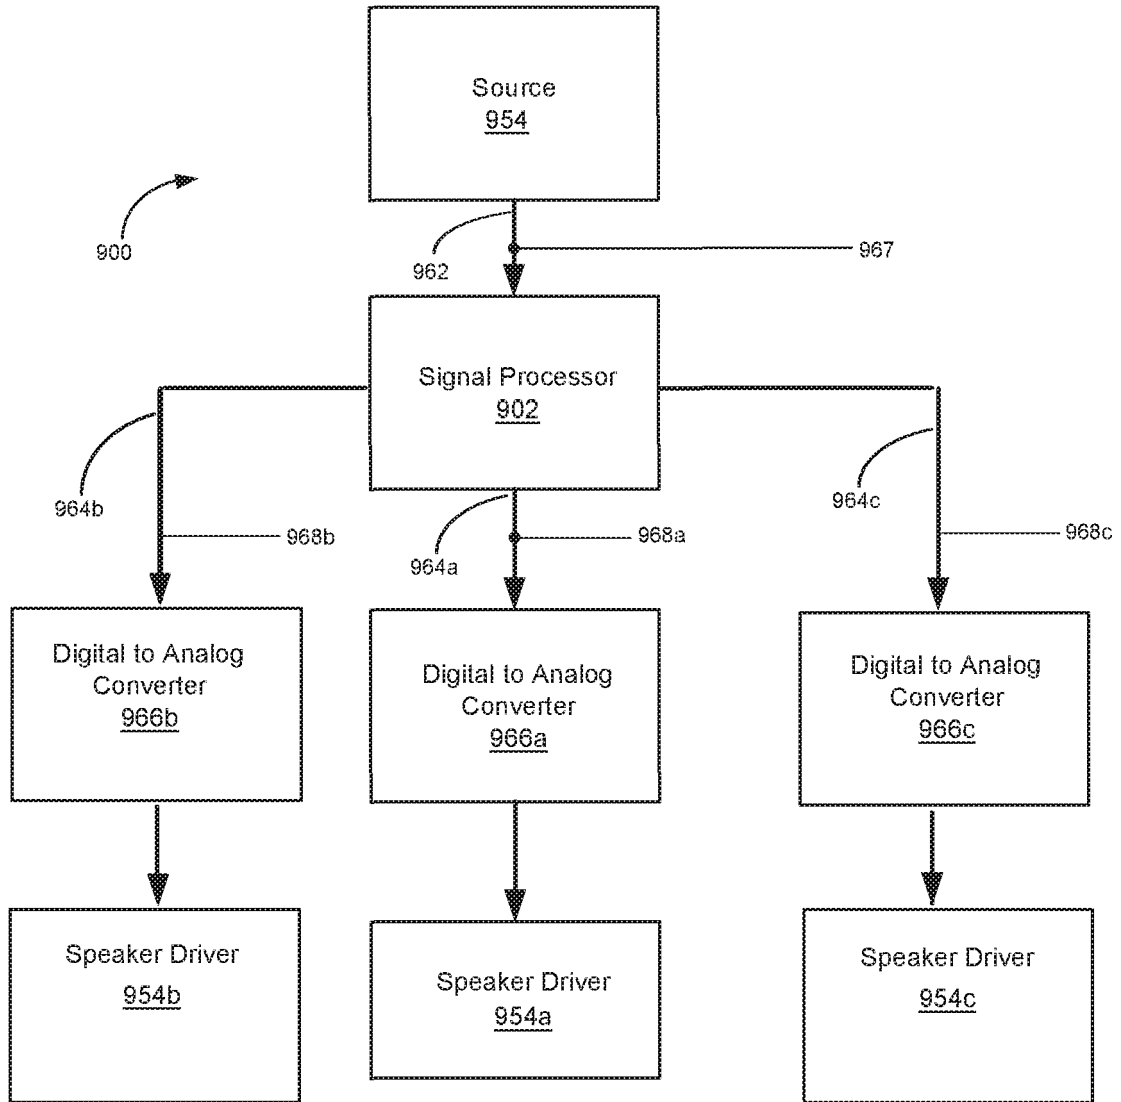 Source
954
900
962
967
Signal Processor
902
964b
964c
968b
964a
968a
968c
Digital to Analog
Converter
966b
Digital to Analog
Converter
966a
Digital to Analog
Converter
966c
Speaker Driver
954b
Speaker Driver
954a
Speaker Driver
954c